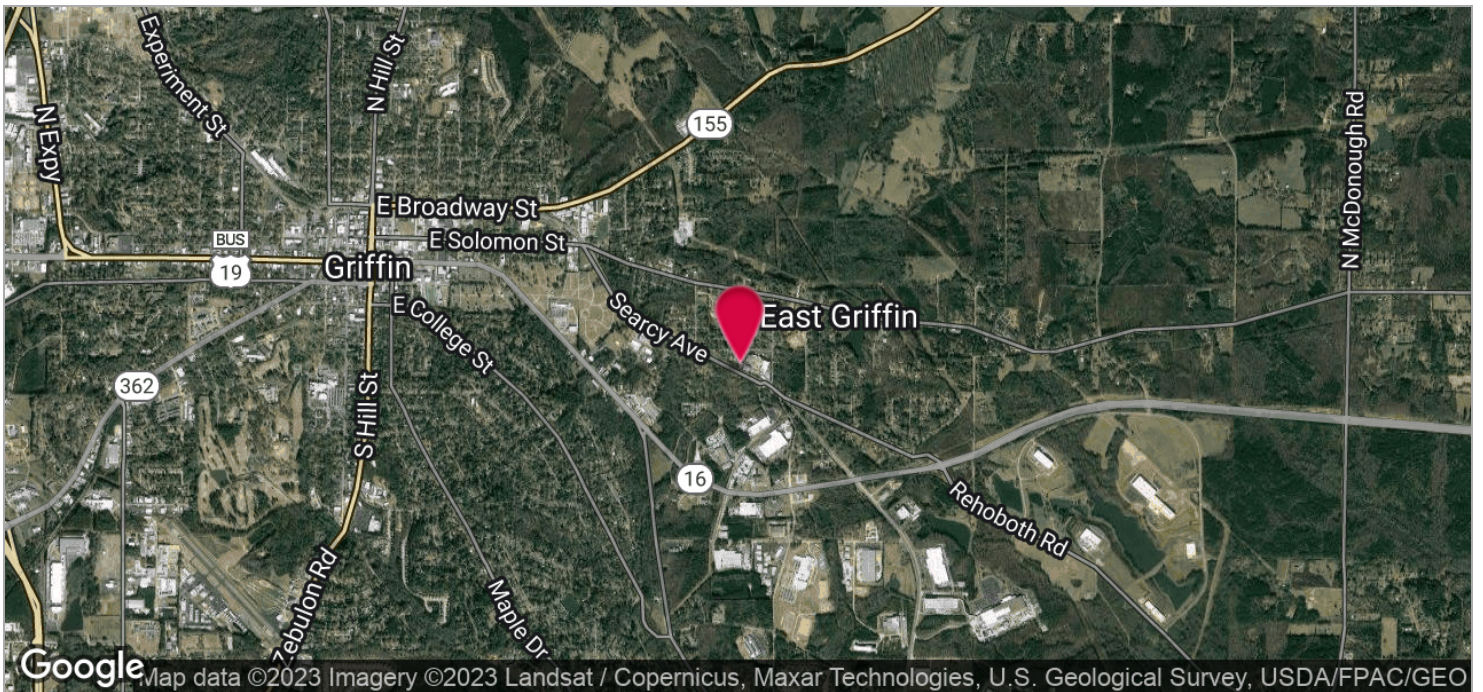 Experiment St
N Hill St
N Expy
155
N McDonough Rd
E Broadway St
E Solomon St
BUS
19
Griffin
East Griffin
Searcy Ave
E College St
362
S Hill St
16
Rehoboth Rd
Zebulon Rd
Maple Dr
Google
Map data ©2023 Imagery ©2023 Landsat / Copernicus, Maxar Technologies, U.S. Geological Survey, USDA/FPAC/GEO